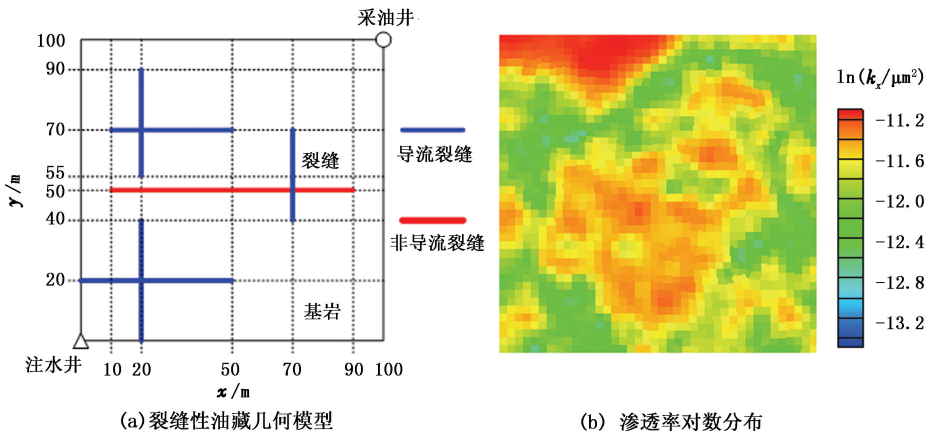 采油井
100
90
70
55
50
40
20
y/m
裂缝
基岩
注水井
10 20 50 70 90 100
x/m
导流裂缝
非导流裂缝
(a)裂缝性油藏几何模型
ln(kx/μm²)
-11.2
-11.6
-12.0
-12.4
-12.8
-13.2
(b) 渗透率对数分布